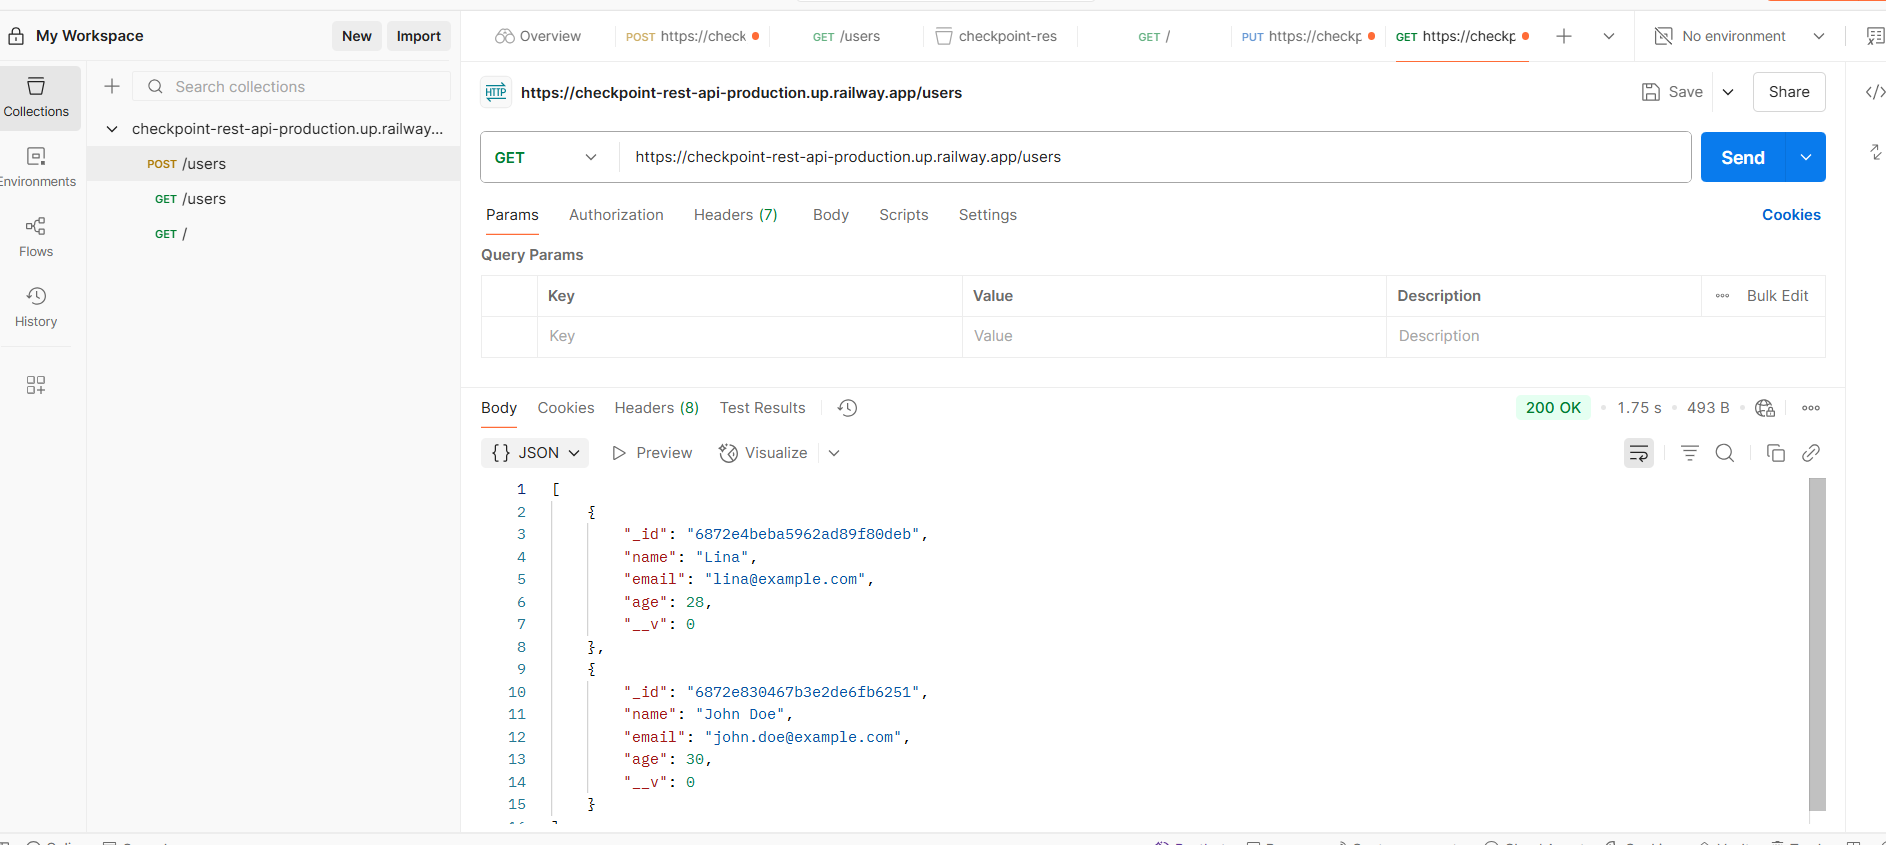 My Workspace
New
Import
Overview
POST https://check
GET /users
checkpoint-res
GET /
PUT https://checkp
GET https://checkp
No environment
Collections
Environments
Flows
History
Search collections
checkpoint-rest-api-production.up.railway...
POST /users
GET /users
GET /
HTTP https://checkpoint-rest-api-production.up.railway.app/users
Save
Share
GET
https://checkpoint-rest-api-production.up.railway.app/users
Send
Params
Authorization
Headers (7)
Body
Scripts
Settings
Cookies
Query Params
Key
Value
Description
Bulk Edit
Key
Value
Description
Body
Cookies
Headers (8)
Test Results
200 OK
1.75 s
493 B
{} JSON
Preview
Visualize
1 [
2 {
3 "_id": "6872e4beba5962ad89f80deb",
4 "name": "Lina",
5 "email": "lina@example.com",
6 "age": 28,
7 "__v": 0
8 },
9 {
10 "_id": "6872e830467b3e2de6fb6251",
11 "name": "John Doe",
12 "email": "john.doe@example.com",
13 "age": 30,
14 "__v": 0
15 }